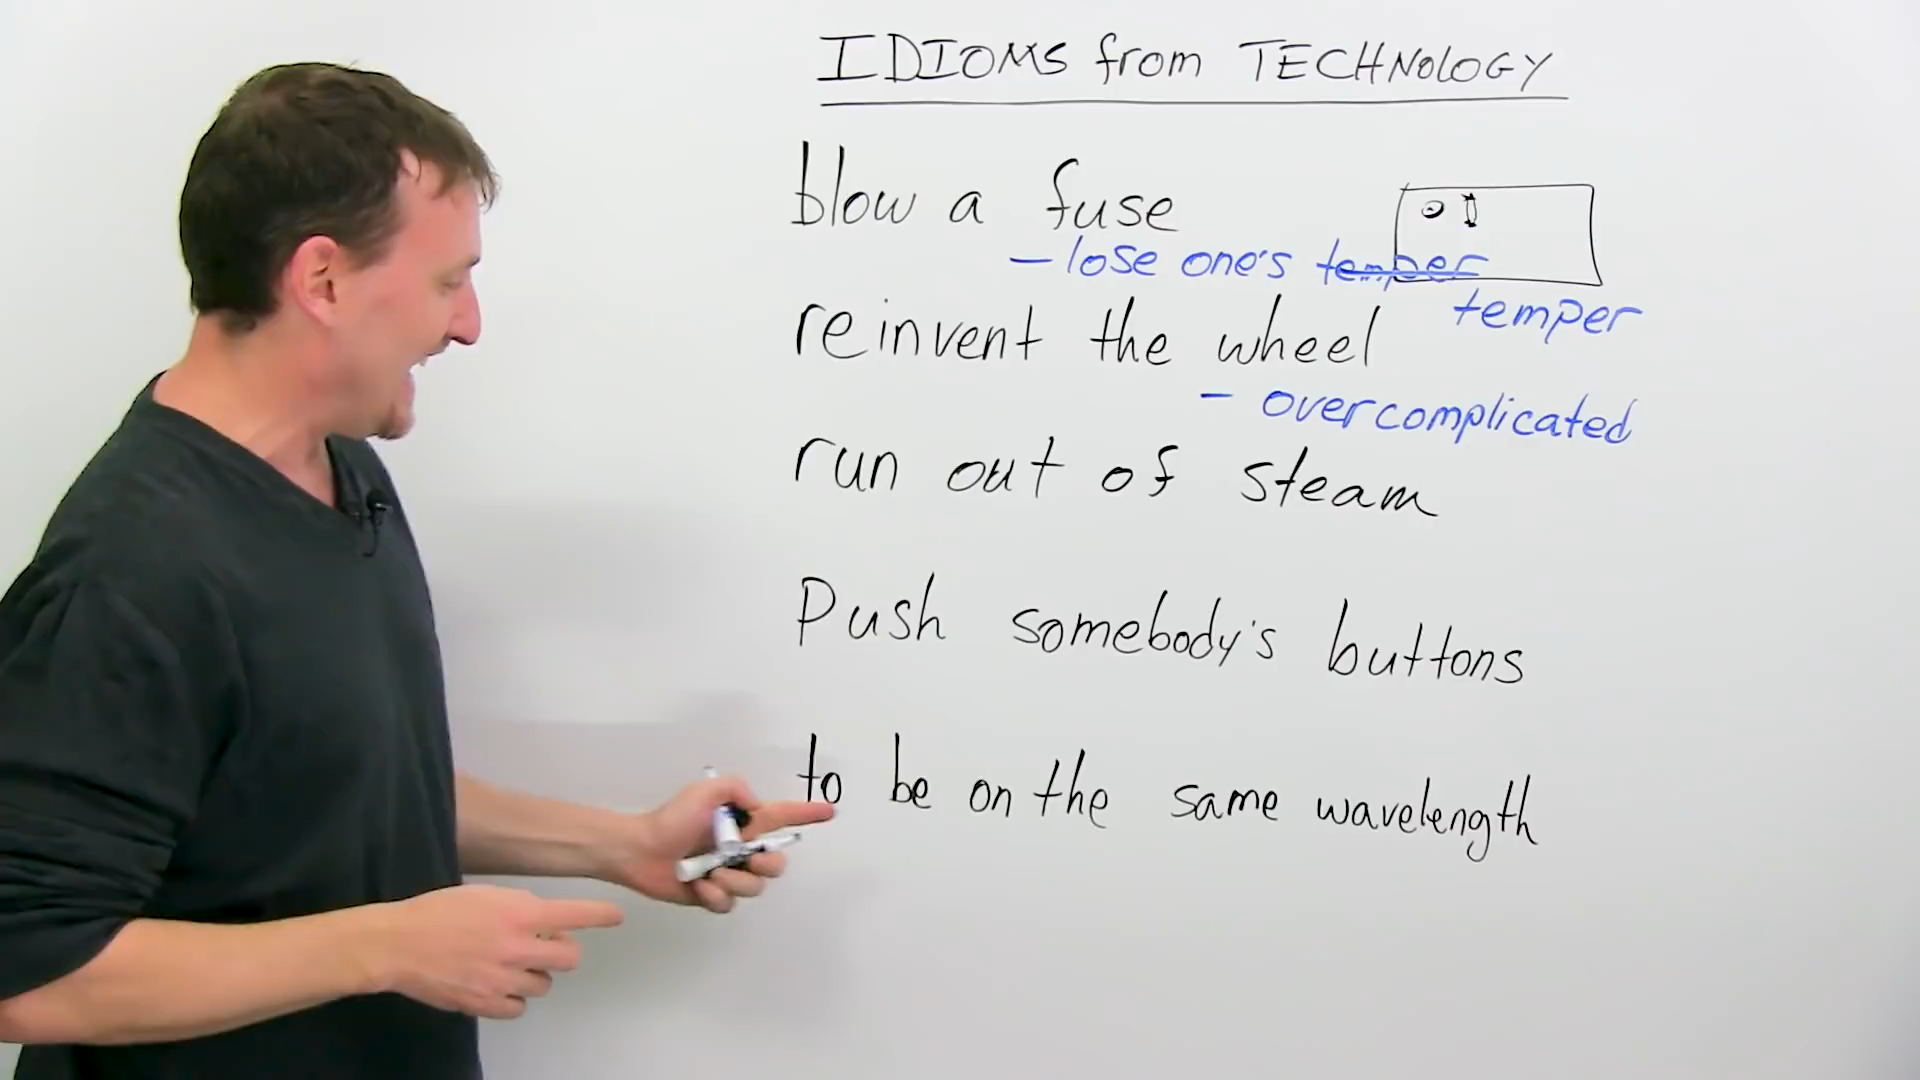 IDIOMS from TECHNOLOGY
blow a fuse
- lose one's temper
temper
reinvent the wheel
- overcomplicated
run out of steam
Push somebody's buttons
to be on the same wavelength